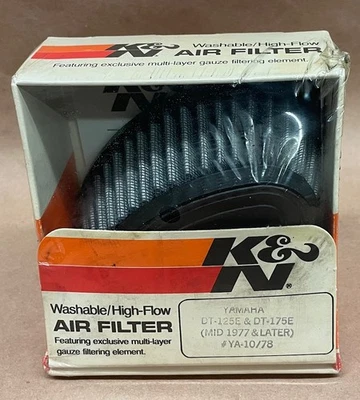 K&N
Washable/High-Flow
AIR FILTER
Featuring exclusive multi-layer gauze filtering element.
K&N
K&N®
Washable/High-Flow
AIR FILTER
Featuring exclusive multi-layer
gauze filtering element.
YAMAHA
DT-125E & DT-175E
(MID 1977 & LATER)
#YA-10/78